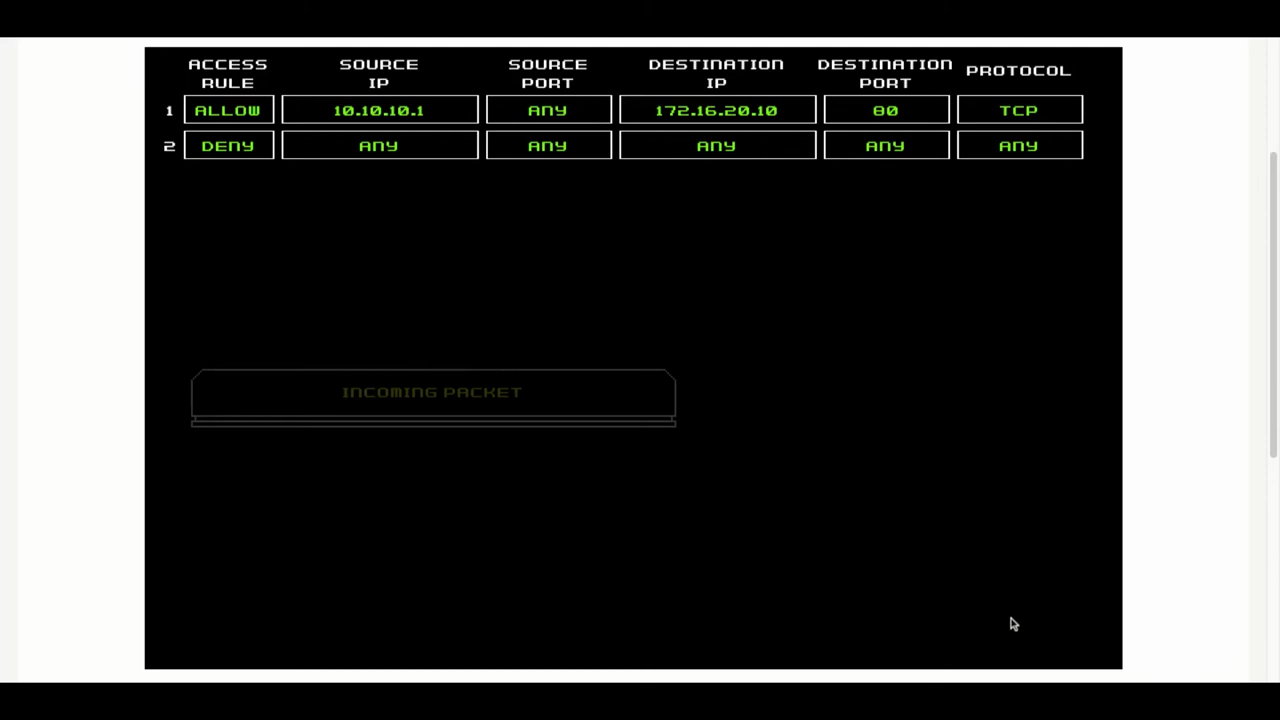 ACCESS RULE SOURCE IP SOURCE PORT DESTINATION IP DESTINATION PORT PROTOCOL
1 ALLOW 10.10.10.1 ANY 172.16.20.10 80 TCP
2 DENY ANY ANY ANY ANY ANY
INCOMING PACKET